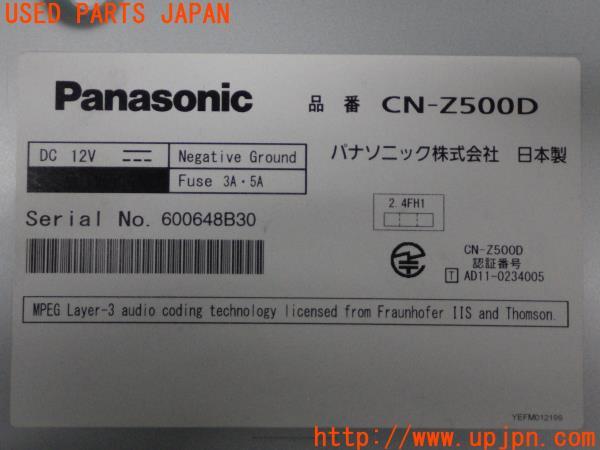 USED PARTS JAPAN
Panasonic 品番 CN-Z500D
DC 12V Negative Ground
Fuse 3A・5A
パナソニック株式会社 日本製
Serial No. 600648B30
2.4FH1
CN-Z500D
認証番号
T AD11-0234005
MPEG Layer-3 audio coding technology licensed from Fraunhofer IIS and Thomson.
YEFM012199
http://www.upjpn.com